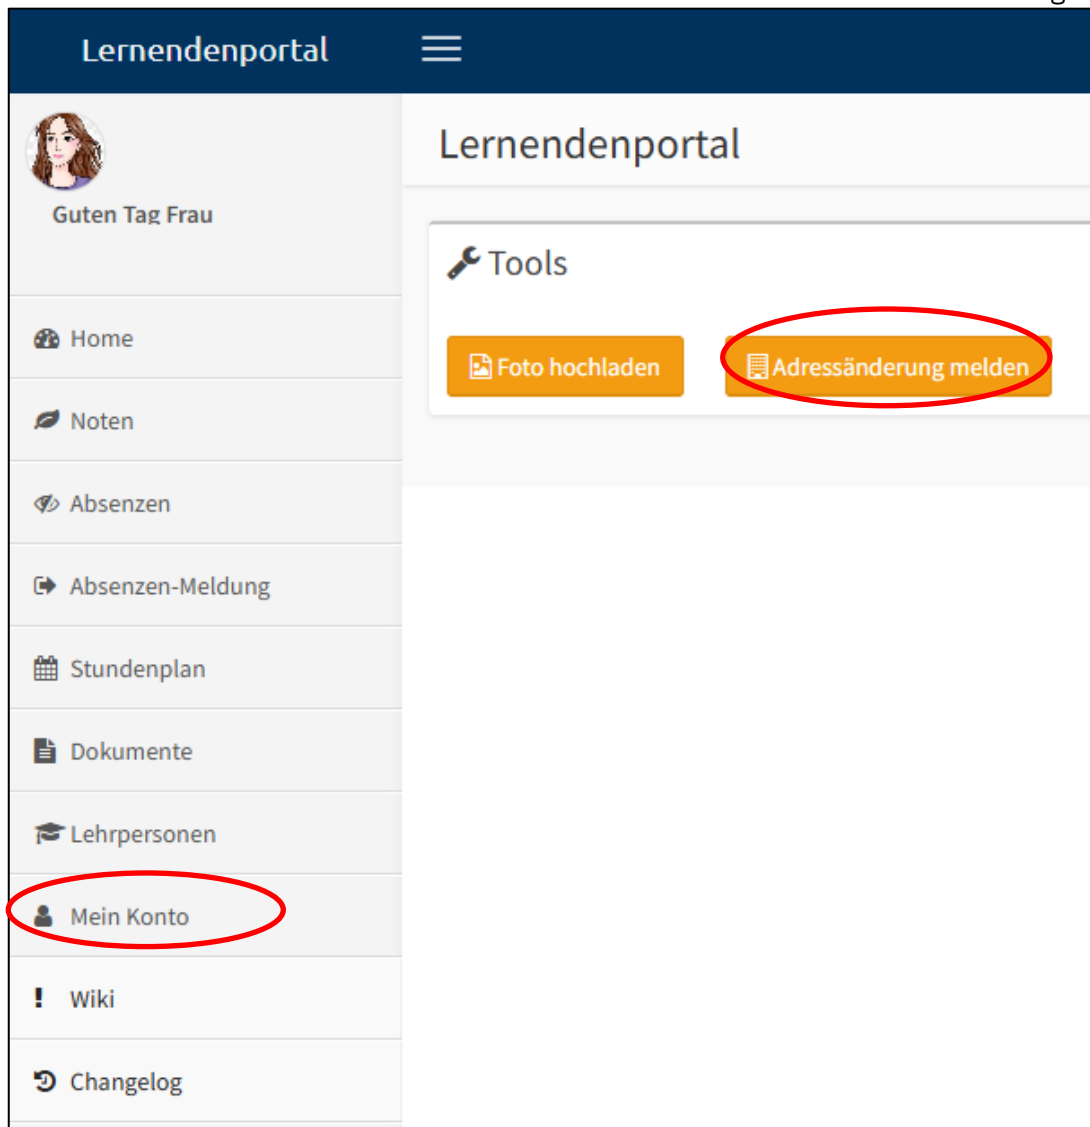 Lernendenportal
Guten Tag Frau
Home
Noten
Absenzen
Absenzen-Meldung
Stundenplan
Dokumente
Lehrpersonen
Mein Konto
Wiki
Changelog
Lernendenportal
Tools
Foto hochladen
Adressänderung melden